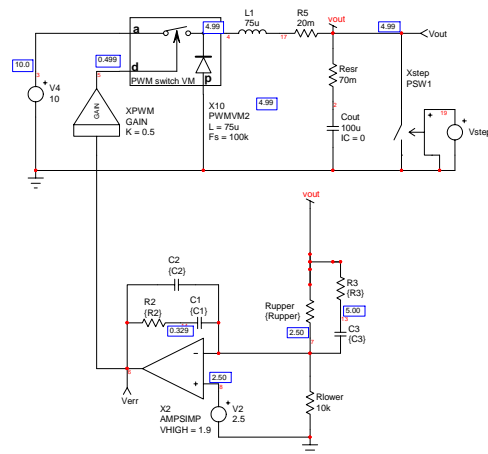 L1
75u
R5
20m
vout
4.99
4.99
Vout
a
4
17
d
PWM switch VM
p
0.499
5
10.0
3
V4
10
GAIN
XPWM
GAIN
K = 0.5
X10
PWMVM2
L = 75u
Fs = 100k
4.99
Resr
70m
2
Cout
100u
IC = 0
Xstep
PSW1
19
Vstep
vout
C2
{C2}
R2
{R2}
C1
{C1}
0.329
Rupper
{Rupper}
2.50
7
R3
{R3}
5.00
13
C3
{C3}
2.50
8
Verr
X2
AMPSIMP
VHIGH = 1.9
V2
2.5
Rlower
10k